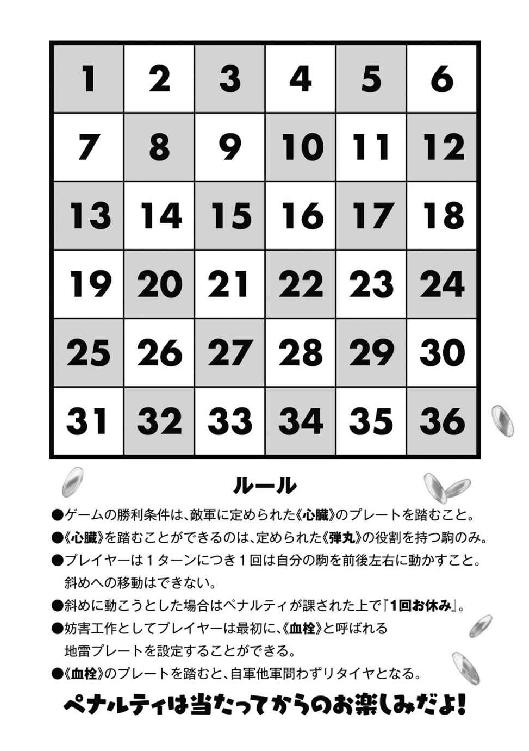 1 2 3 4 5 6
7 8 9 10 11 12
13 14 15 16 17 18
19 20 21 22 23 24
25 26 27 28 29 30
31 32 33 34 35 36
ルール
●ゲームの勝利条件は、敵軍に定められた《心臓》のプレートを踏むこと。
●《心臓》を踏むことができるのは、定められた《弾丸》の役割を持つ駒のみ。
●プレイヤーは1ターンにつき1回は自分の駒を前後左右に動かすこと。
斜めへの移動はできない。
●斜めに動こうとした場合はペナルティが課された上で『1回お休み』。
●妨害工作としてプレイヤーは最初に、《血栓》と呼ばれる
地雷プレートを設定することができる。
●《血栓》のプレートを踏むと、自軍他軍問わずリタイヤとなる。
ペナルティは当たってからのお楽しみだよ!